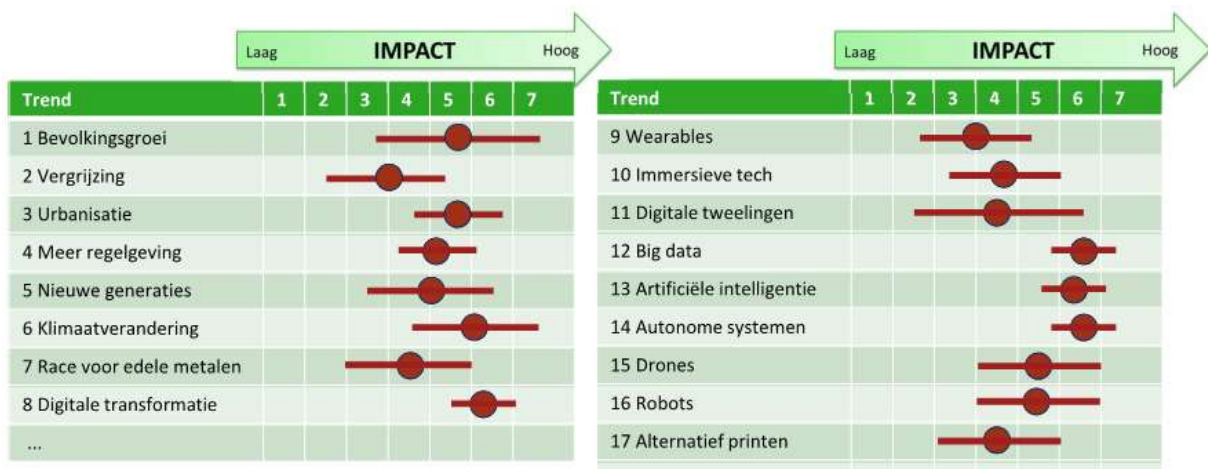 Laag IMPACT Hoog
Trend 1 2 3 4 5 6 7
1 Bevolkingsgroei
2 Vergrijzing
3 Urbanisatie
4 Meer regelgeving
5 Nieuwe generaties
6 Klimaatverandering
7 Race voor edele metalen
8 Digitale transformatie
...
Laag IMPACT Hoog
Trend 1 2 3 4 5 6 7
9 Wearables
10 Immersieve tech
11 Digitale tweelingen
12 Big data
13 Artificiële intelligentie
14 Autonome systemen
15 Drones
16 Robots
17 Alternatief printen